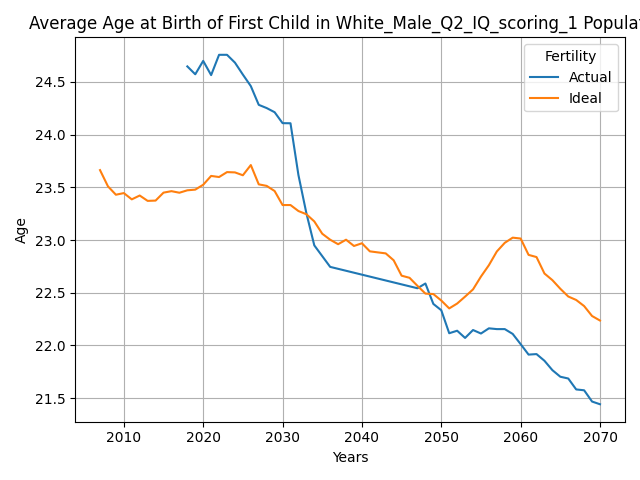 Average Age at Birth of First Child in White_Male_Q2_IQ_scoring_1 Populat
Fertility
Actual
Ideal
24.5
24.0
23.5
23.0
22.5
22.0
21.5
Age
2010 2020 2030 2040 2050 2060 2070
Years